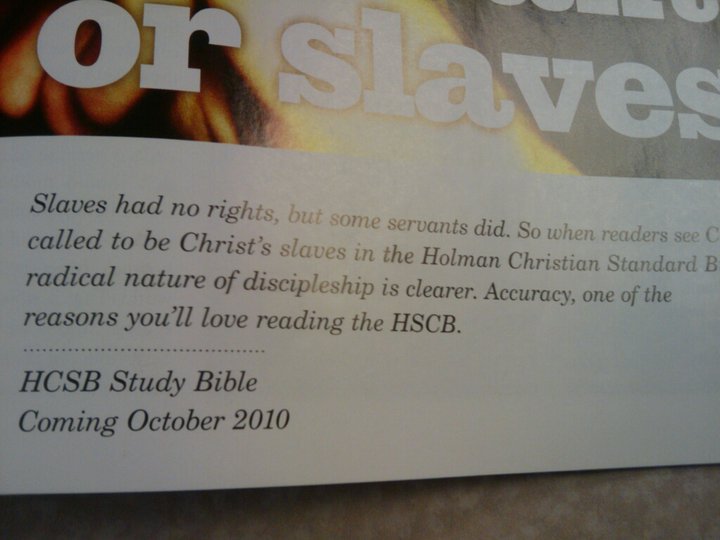 or slaves
Slaves had no rights, but some servants did. So when readers see C
called to be Christ's slaves in the Holman Christian Standard B
radical nature of discipleship is clearer. Accuracy, one of the
reasons you'll love reading the HSCB.
HCSB Study Bible
Coming October 2010